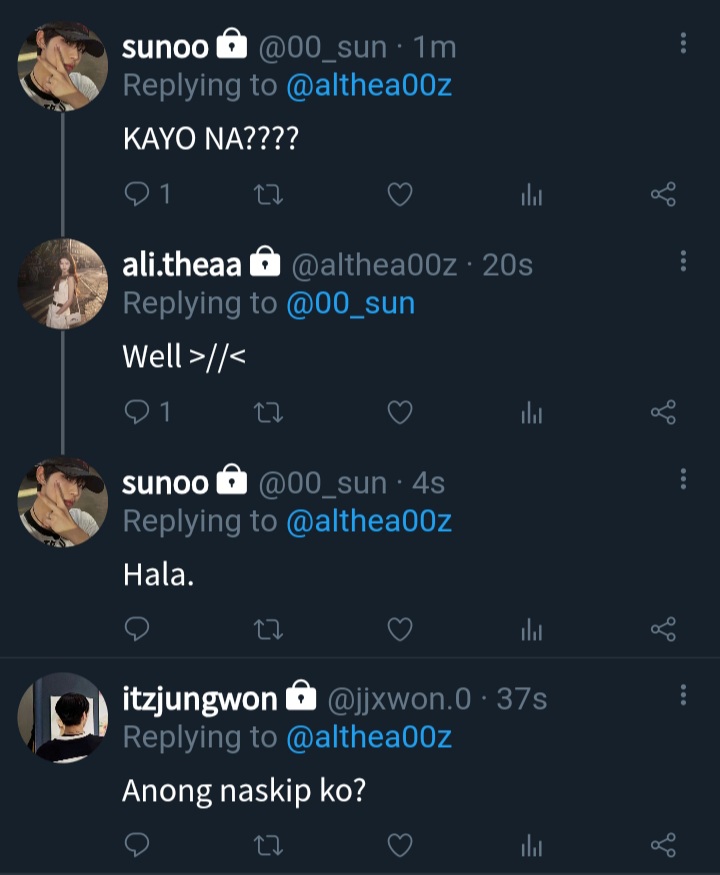 sunoo @00_sun · 1m
Replying to @althea00z
KAYO NA????
1
ali.theaa @althea00z · 20s
Replying to @00_sun
Well >//<
1
sunoo @00_sun · 4s
Replying to @althea00z
Hala.
itzjungwon @jjxwon.0 · 37s
Replying to @althea00z
Anong naskip ko?